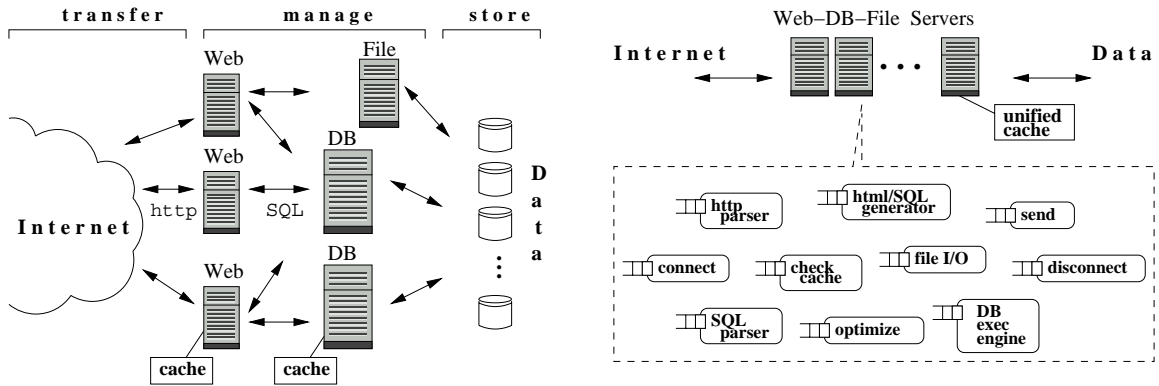 transfer manage store
Web
File
Web
DB
http
SQL
Internet
Data
Web
DB
cache
cache
Web–DB–File Servers
Internet
Data
• • •
unified
cache
http
parser
html/SQL
generator
send
connect
check
cache
file I/O
disconnect
SQL
parser
optimize
DB
exec
engine